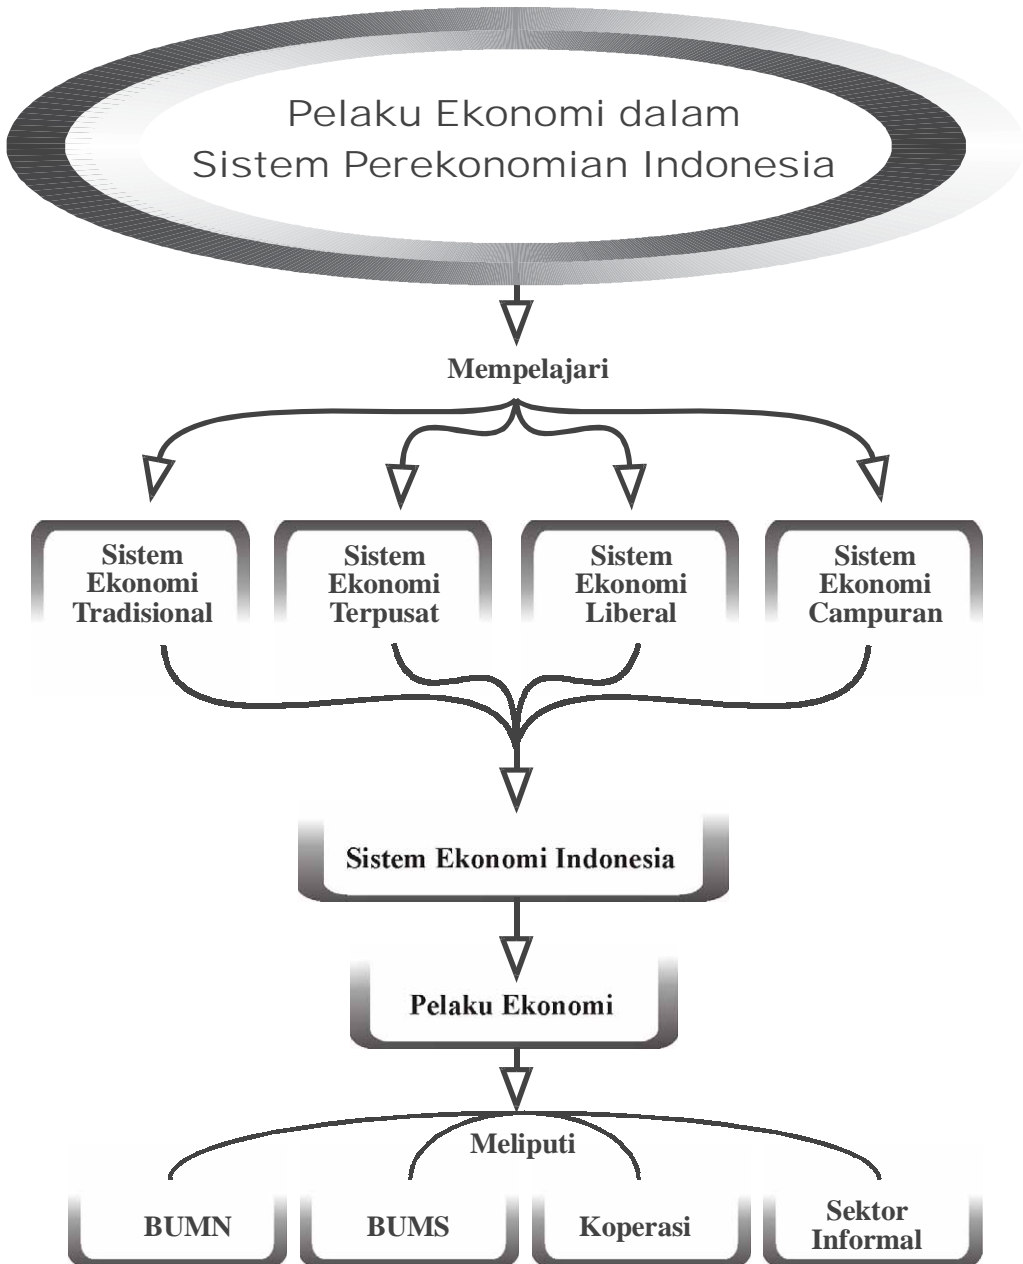 Pelaku Ekonomi dalam
Sistem Perekonomian Indonesia
Mempelajari
Sistem
Ekonomi
Tradisional
Sistem
Ekonomi
Terpusat
Sistem
Ekonomi
Liberal
Sistem
Ekonomi
Campuran
Sistem Ekonomi Indonesia
Pelaku Ekonomi
Meliputi
BUMN
BUMS
Koperasi
Sektor
Informal